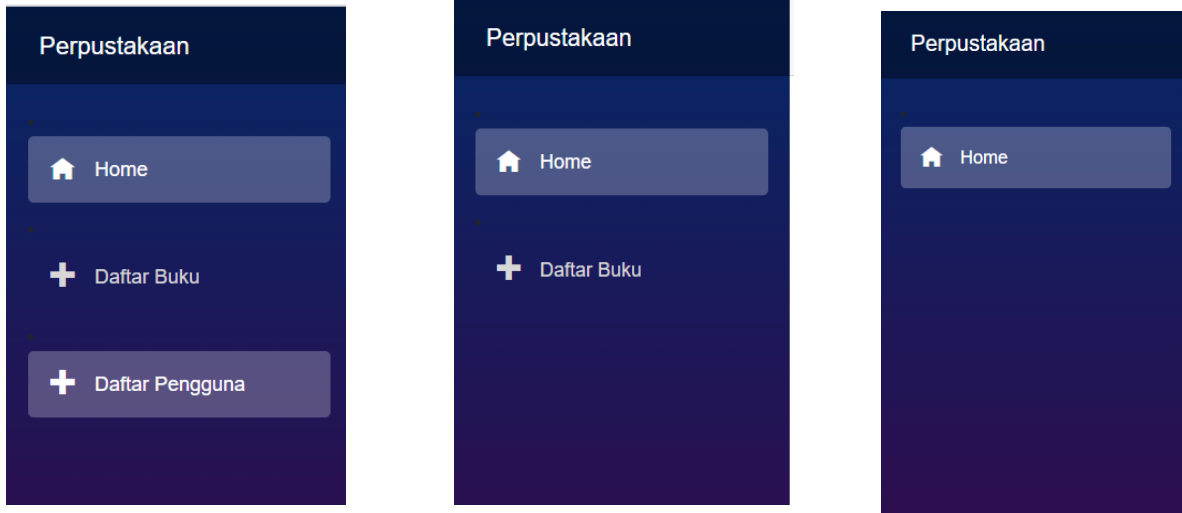 Perpustakaan
Home
Daftar Buku
Daftar Pengguna
Perpustakaan
Home
Daftar Buku
Perpustakaan
Home